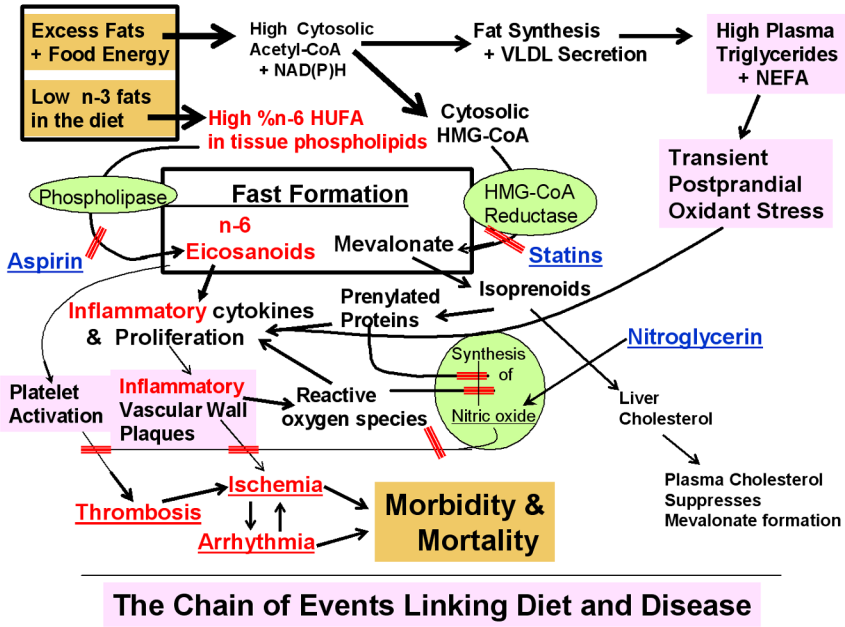 Excess Fats
+ Food Energy
High Cytosolic
Acetyl-CoA
+ NAD(P)H
Fat Synthesis
+ VLDL Secretion
High Plasma
Triglycerides
+ NEFA
Low n-3 fats
in the diet
High %n-6 HUFA
in tissue phospholipids
Cytosolic
HMG-CoA
Transient
Postprandial
Oxidant Stress
Phospholipase
Fast Formation
HMG-CoA
Reductase
n-6
Eicosanoids
Mevalonate
Aspirin
Statins
Isoprenoids
Prenylated
Proteins
Inflammatory cytokines
& Proliferation
Nitroglycerin
Synthesis
of
Nitric oxide
Platelet
Activation
Inflammatory
Vascular Wall
Plaques
Reactive
oxygen species
Liver
Cholesterol
Plasma Cholesterol
Suppresses
Mevalonate formation
Thrombosis
Ischemia
Arrhythmia
Morbidity &
Mortality
The Chain of Events Linking Diet and Disease